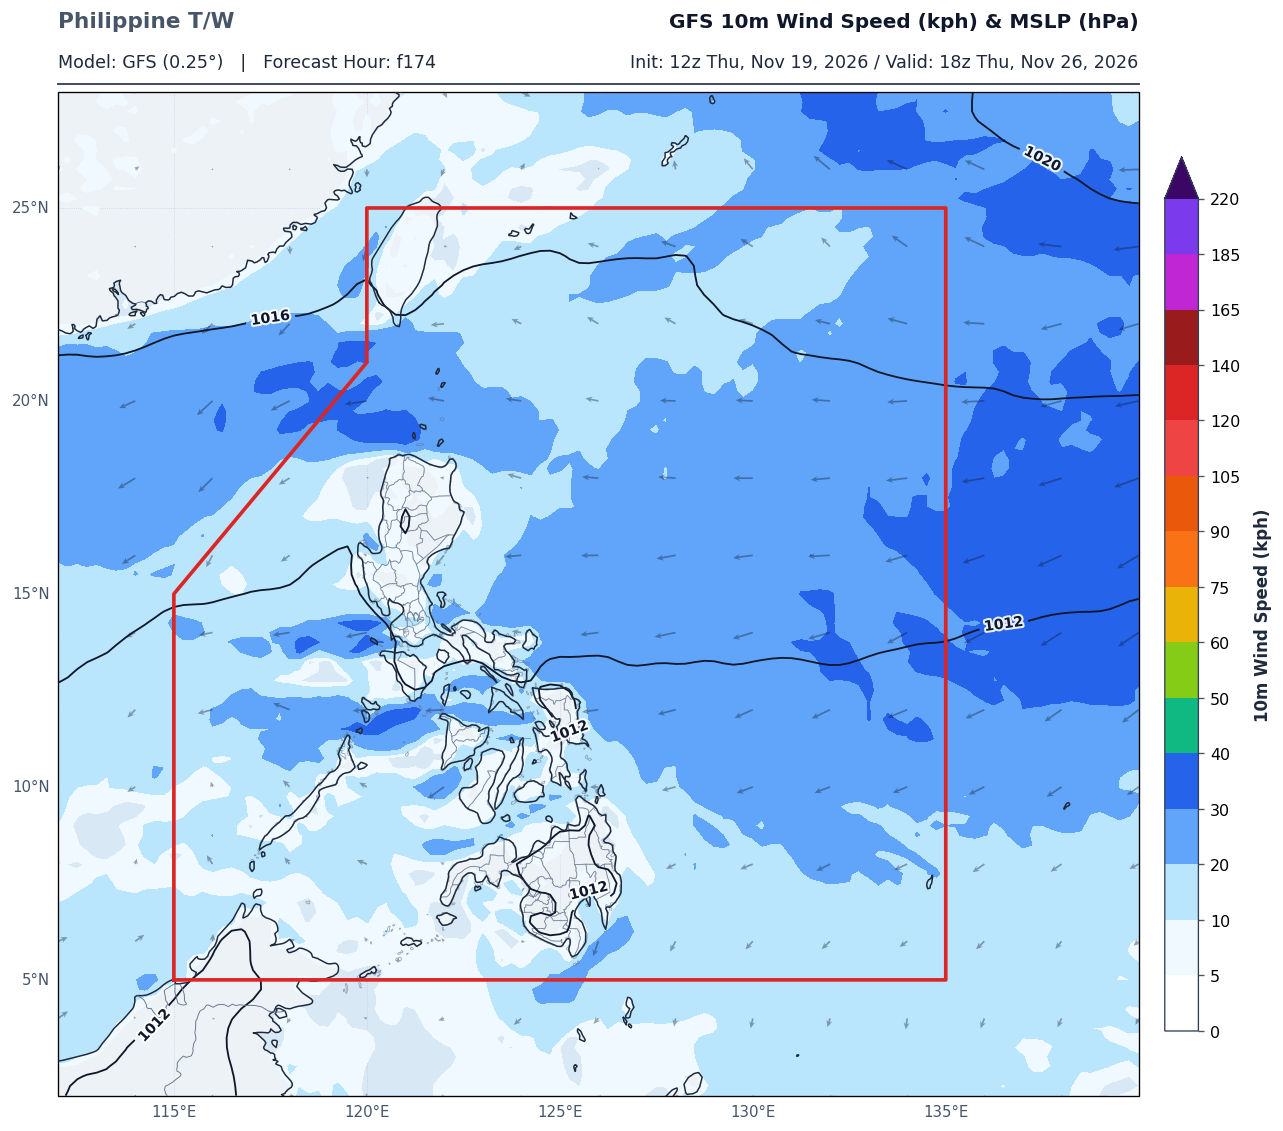 Philippine T/W
GFS 10m Wind Speed (kph) & MSLP (hPa)
Model: GFS (0.25°) | Forecast Hour: f174
Init: 12z Thu, Nov 19, 2026 / Valid: 18z Thu, Nov 26, 2026
1020
1016
1012
1012
1012
1012
25°N
20°N
15°N
10°N
5°N
115°E
120°E
125°E
130°E
135°E
220
185
165
140
120
105
90
75
60
50
40
30
20
10
5
0
10m Wind Speed (kph)